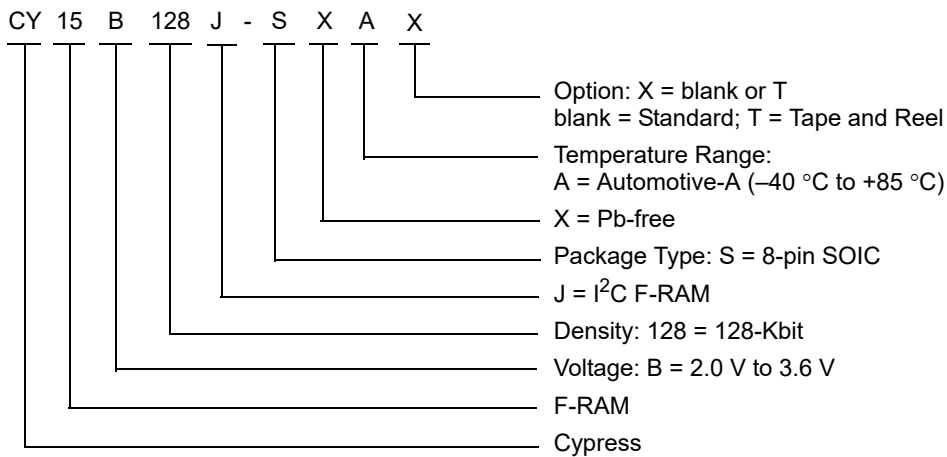 CY 15 B 128 J - S X A X
Option: X = blank or T
blank = Standard; T = Tape and Reel
Temperature Range:
A = Automotive-A (–40 °C to +85 °C)
X = Pb-free
Package Type: S = 8-pin SOIC
J = I²C F-RAM
Density: 128 = 128-Kbit
Voltage: B = 2.0 V to 3.6 V
F-RAM
Cypress